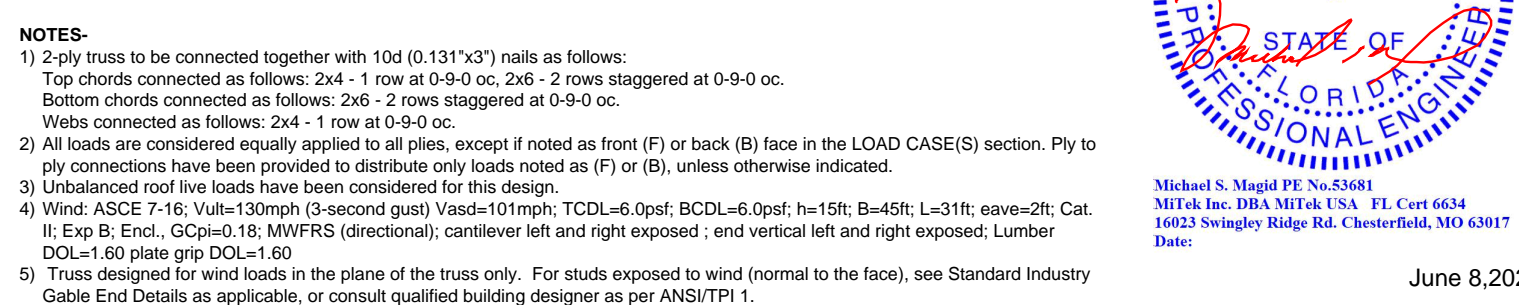 NOTES-
1) 2-ply truss to be connected together with 10d (0.131"x3") nails as follows:
Top chords connected as follows: 2x4 - 1 row at 0-9-0 oc, 2x6 - 2 rows staggered at 0-9-0 oc.
Bottom chords connected as follows: 2x6 - 2 rows staggered at 0-9-0 oc.
Webs connected as follows: 2x4 - 1 row at 0-9-0 oc.
2) All loads are considered equally applied to all plies, except if noted as front (F) or back (B) face in the LOAD CASE(S) section. Ply to
ply connections have been provided to distribute only loads noted as (F) or (B), unless otherwise indicated.
3) Unbalanced roof live loads have been considered for this design.
4) Wind: ASCE 7-16; Vult=130mph (3-second gust) Vasd=101mph; TCDL=6.0psf; BCDL=6.0psf; h=15ft; B=45ft; L=31ft; eave=2ft; Cat.
II; Exp B; Encl., GCpi=0.18; MWFRS (directional); cantilever left and right exposed ; end vertical left and right exposed; Lumber
DOL=1.60 plate grip DOL=1.60
5) Truss designed for wind loads in the plane of the truss only. For studs exposed to wind (normal to the face), see Standard Industry
Gable End Details as applicable, or consult qualified building designer as per ANSI/TPI 1.
STATE OF
FLORIDA
PROFESSIONAL ENGINEER
Michael S. Magid PE No.53681
MiTek Inc. DBA MiTek USA FL Cert 6634
16023 Swingley Ridge Rd. Chesterfield, MO 63017
Date:
June 8,202